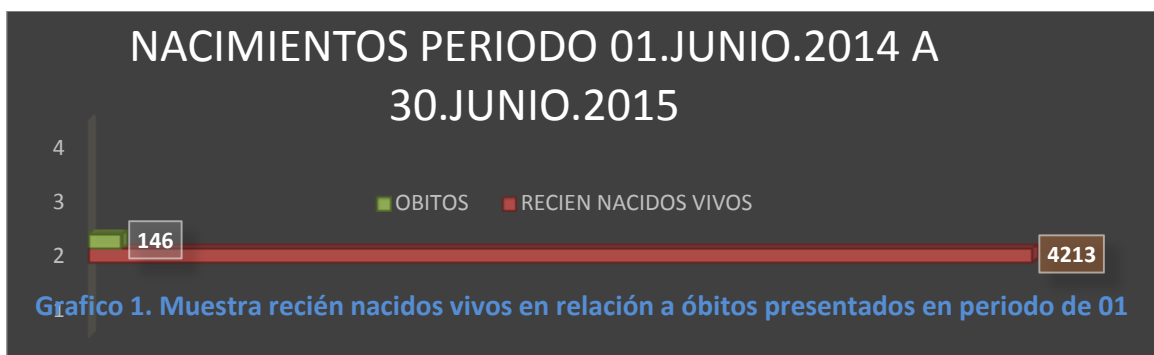 NACIMIENTOS PERIODO 01.JUNIO.2014 A
30.JUNIO.2015
4
3
OBITOS RECIEN NACIDOS VIVOS
146
2
4213
Grafico 1. Muestra recién nacidos vivos en relación a óbitos presentados en periodo de 01
1